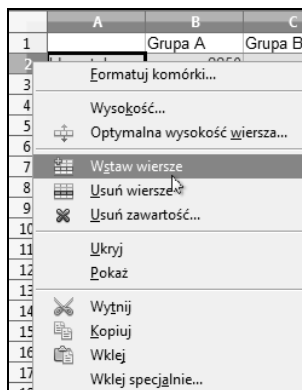 A B C
1 Grupa A Grupa B
2
3 Formatuj komórki...
4 Wysokość...
5 Optymalna wysokość wiersza...
6
7 Wstaw wiersze
8 Usuń wiersze
9 Usuń zawartość...
10
11 Ukryj
12 Pokaż
13
14 Wytnij
15 Kopiuj
16 Wklej
17 Wklej specjalnie...